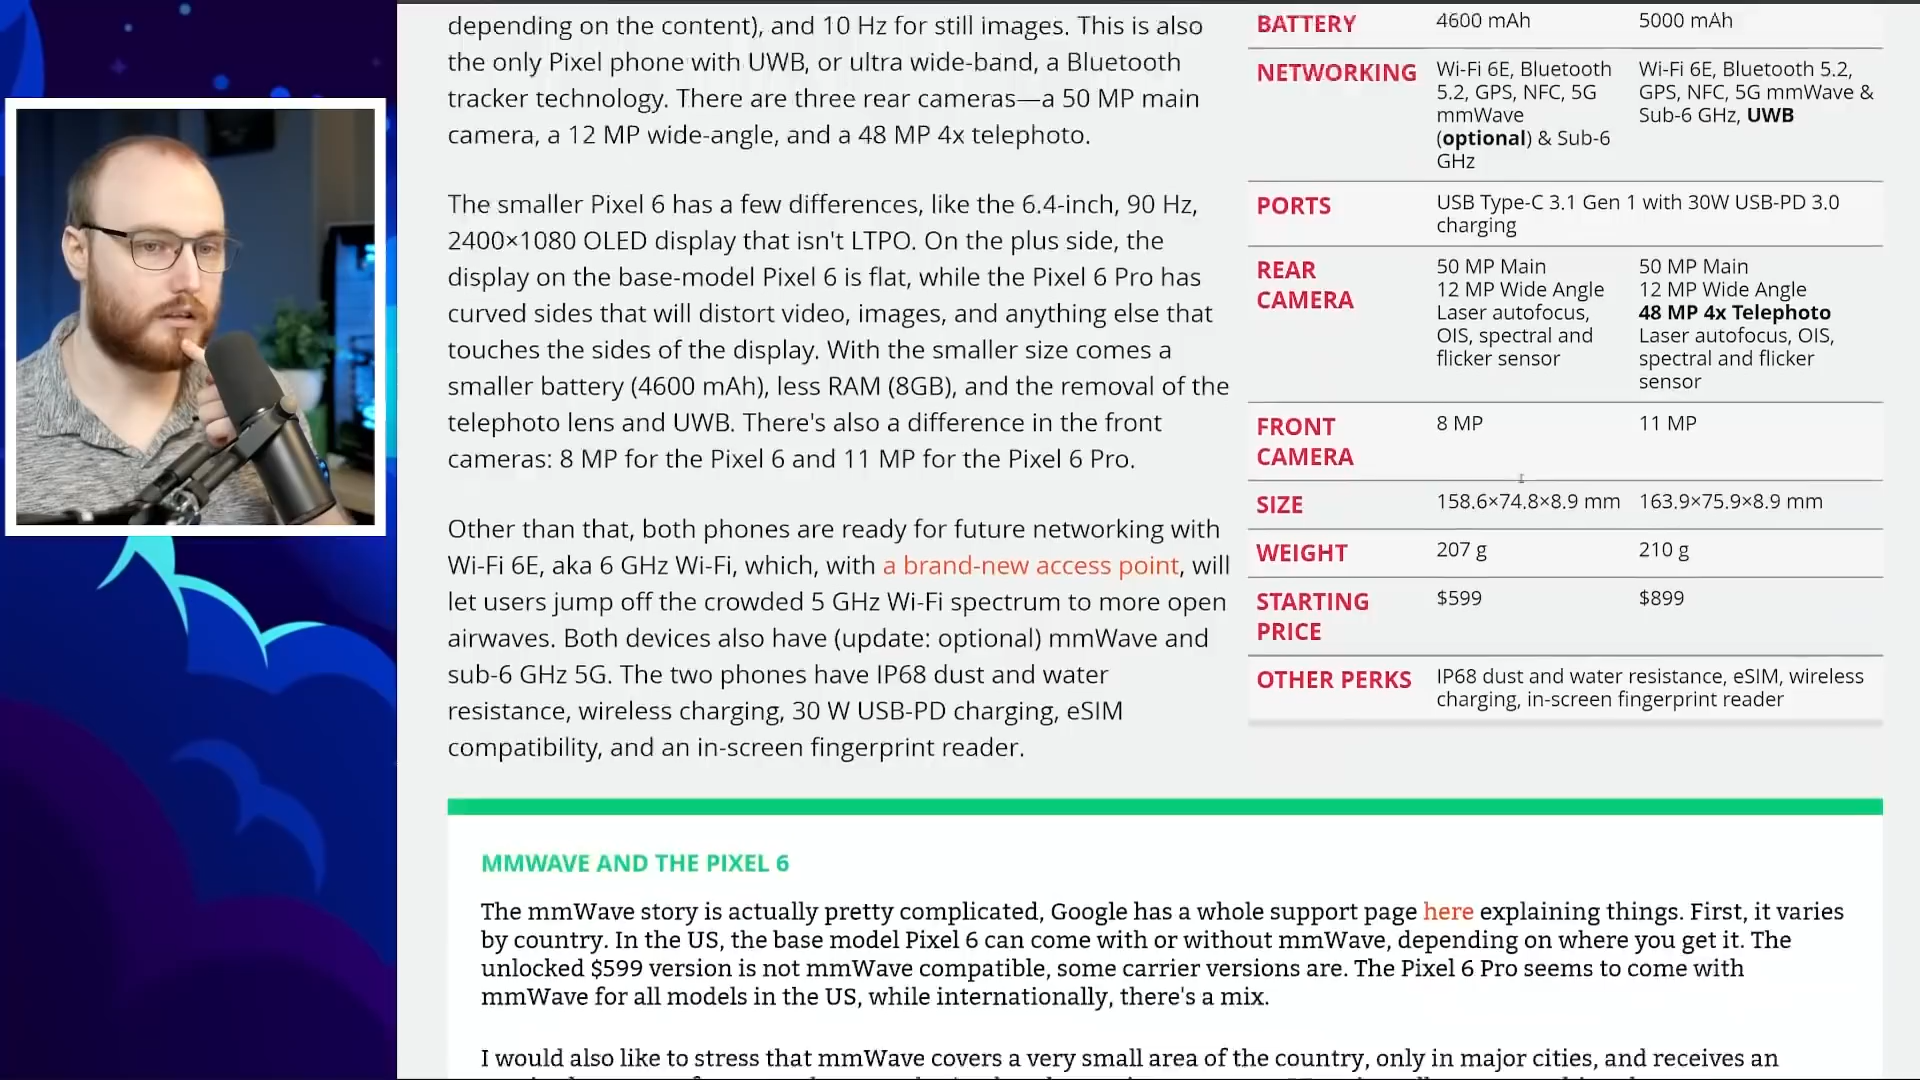 depending on the content), and 10 Hz for still images. This is also
the only Pixel phone with UWB, or ultra wide-band, a Bluetooth
tracker technology. There are three rear cameras—a 50 MP main
camera, a 12 MP wide-angle, and a 48 MP 4x telephoto.
The smaller Pixel 6 has a few differences, like the 6.4-inch, 90 Hz,
2400×1080 OLED display that isn't LTPO. On the plus side, the
display on the base-model Pixel 6 is flat, while the Pixel 6 Pro has
curved sides that will distort video, images, and anything else that
touches the sides of the display. With the smaller size comes a
smaller battery (4600 mAh), less RAM (8GB), and the removal of the
telephoto lens and UWB. There's also a difference in the front
cameras: 8 MP for the Pixel 6 and 11 MP for the Pixel 6 Pro.
Other than that, both phones are ready for future networking with
Wi-Fi 6E, aka 6 GHz Wi-Fi, which, with a brand-new access point, will
let users jump off the crowded 5 GHz Wi-Fi spectrum to more open
airwaves. Both devices also have (update: optional) mmWave and
sub-6 GHz 5G. The two phones have IP68 dust and water
resistance, wireless charging, 30 W USB-PD charging, eSIM
compatibility, and an in-screen fingerprint reader.
BATTERY
4600 mAh
5000 mAh
NETWORKING
Wi-Fi 6E, Bluetooth
5.2, GPS, NFC, 5G
mmWave
(optional) & Sub-6
GHz
Wi-Fi 6E, Bluetooth 5.2,
GPS, NFC, 5G mmWave &
Sub-6 GHz, UWB
PORTS
USB Type-C 3.1 Gen 1 with 30W USB-PD 3.0
charging
REAR
CAMERA
50 MP Main
12 MP Wide Angle
Laser autofocus,
OIS, spectral and
flicker sensor
50 MP Main
12 MP Wide Angle
48 MP 4x Telephoto
Laser autofocus, OIS,
spectral and flicker
sensor
FRONT
CAMERA
8 MP
11 MP
SIZE
158.6×74.8×8.9 mm
163.9×75.9×8.9 mm
WEIGHT
207 g
210 g
STARTING
PRICE
$599
$899
OTHER PERKS
IP68 dust and water resistance, eSIM, wireless
charging, in-screen fingerprint reader
MMWAVE AND THE PIXEL 6
The mmWave story is actually pretty complicated, Google has a whole support page here explaining things. First, it varies
by country. In the US, the base model Pixel 6 can come with or without mmWave, depending on where you get it. The
unlocked $599 version is not mmWave compatible, some carrier versions are. The Pixel 6 Pro seems to come with
mmWave for all models in the US, while internationally, there's a mix.
I would also like to stress that mmWave covers a very small area of the country, only in major cities, and receives an